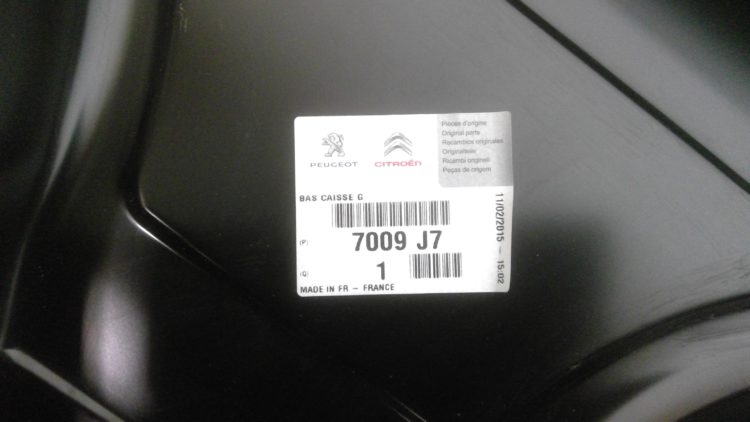 PEUGEOT
CITROËN
Pièces d'origine
Original parts
Recambios originales
Originalteile
Ricambi originali
Peças de origem
BAS CAISSE G
(P) 7009 J7
(Q) 1
MADE IN FR - FRANCE
11/02/2015 - 15:02